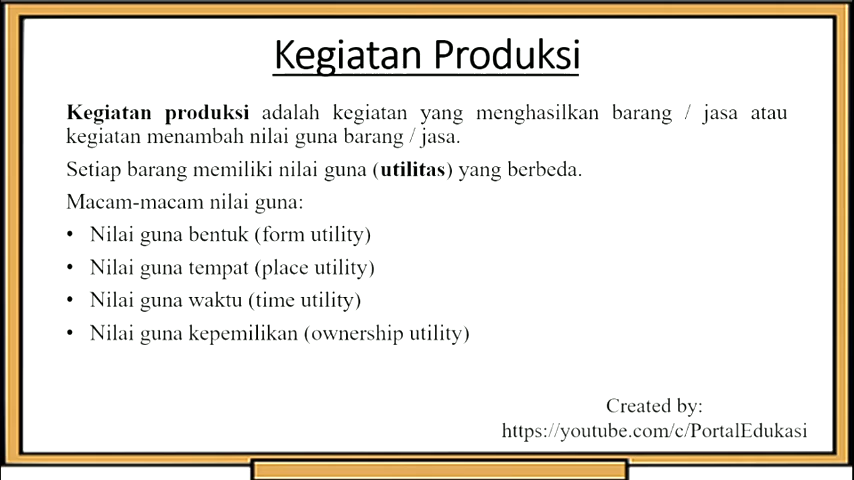 Kegiatan Produksi
Kegiatan produksi adalah kegiatan yang menghasilkan barang / jasa atau
kegiatan menambah nilai guna barang / jasa.
Setiap barang memiliki nilai guna (utilitas) yang berbeda.
Macam-macam nilai guna:
• Nilai guna bentuk (form utility)
• Nilai guna tempat (place utility)
• Nilai guna waktu (time utility)
• Nilai guna kepemilikan (ownership utility)
Created by:
https://youtube.com/c/PortalEdukasi